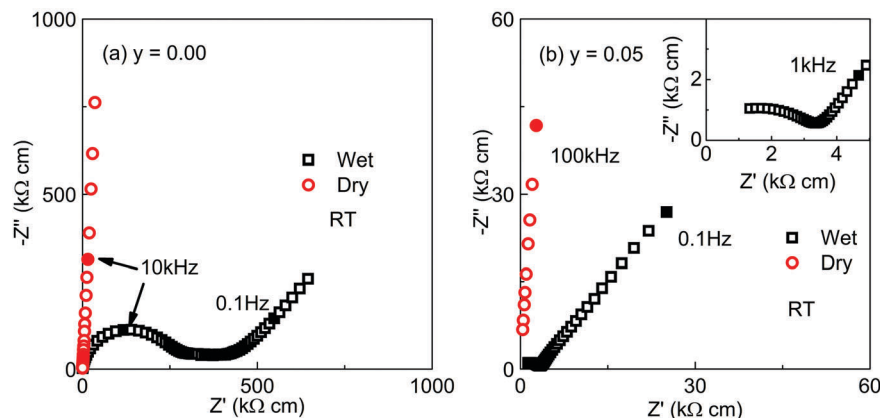 (a) y = 0.00
1000
500
0
-Z" (kΩ cm)
Wet
Dry
RT
10kHz
0.1Hz
0
500
1000
Z' (kΩ cm)
(b) y = 0.05
60
30
0
-Z" (kΩ cm)
100kHz
0.1Hz
Wet
Dry
RT
0
30
60
Z' (kΩ cm)
1kHz
2
0
-Z" (kΩ cm)
0
2
4
Z' (kΩ cm)